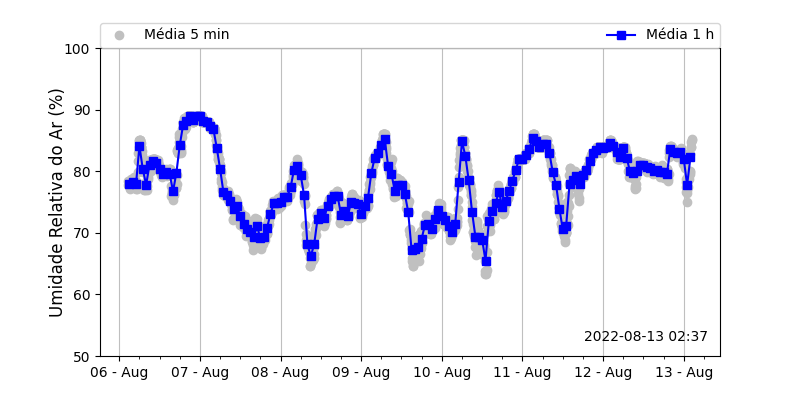 Média 5 min
Média 1 h
Umidade Relativa do Ar (%)
100
90
80
70
60
50
2022-08-13 02:37
06 - Aug
07 - Aug
08 - Aug
09 - Aug
10 - Aug
11 - Aug
12 - Aug
13 - Aug